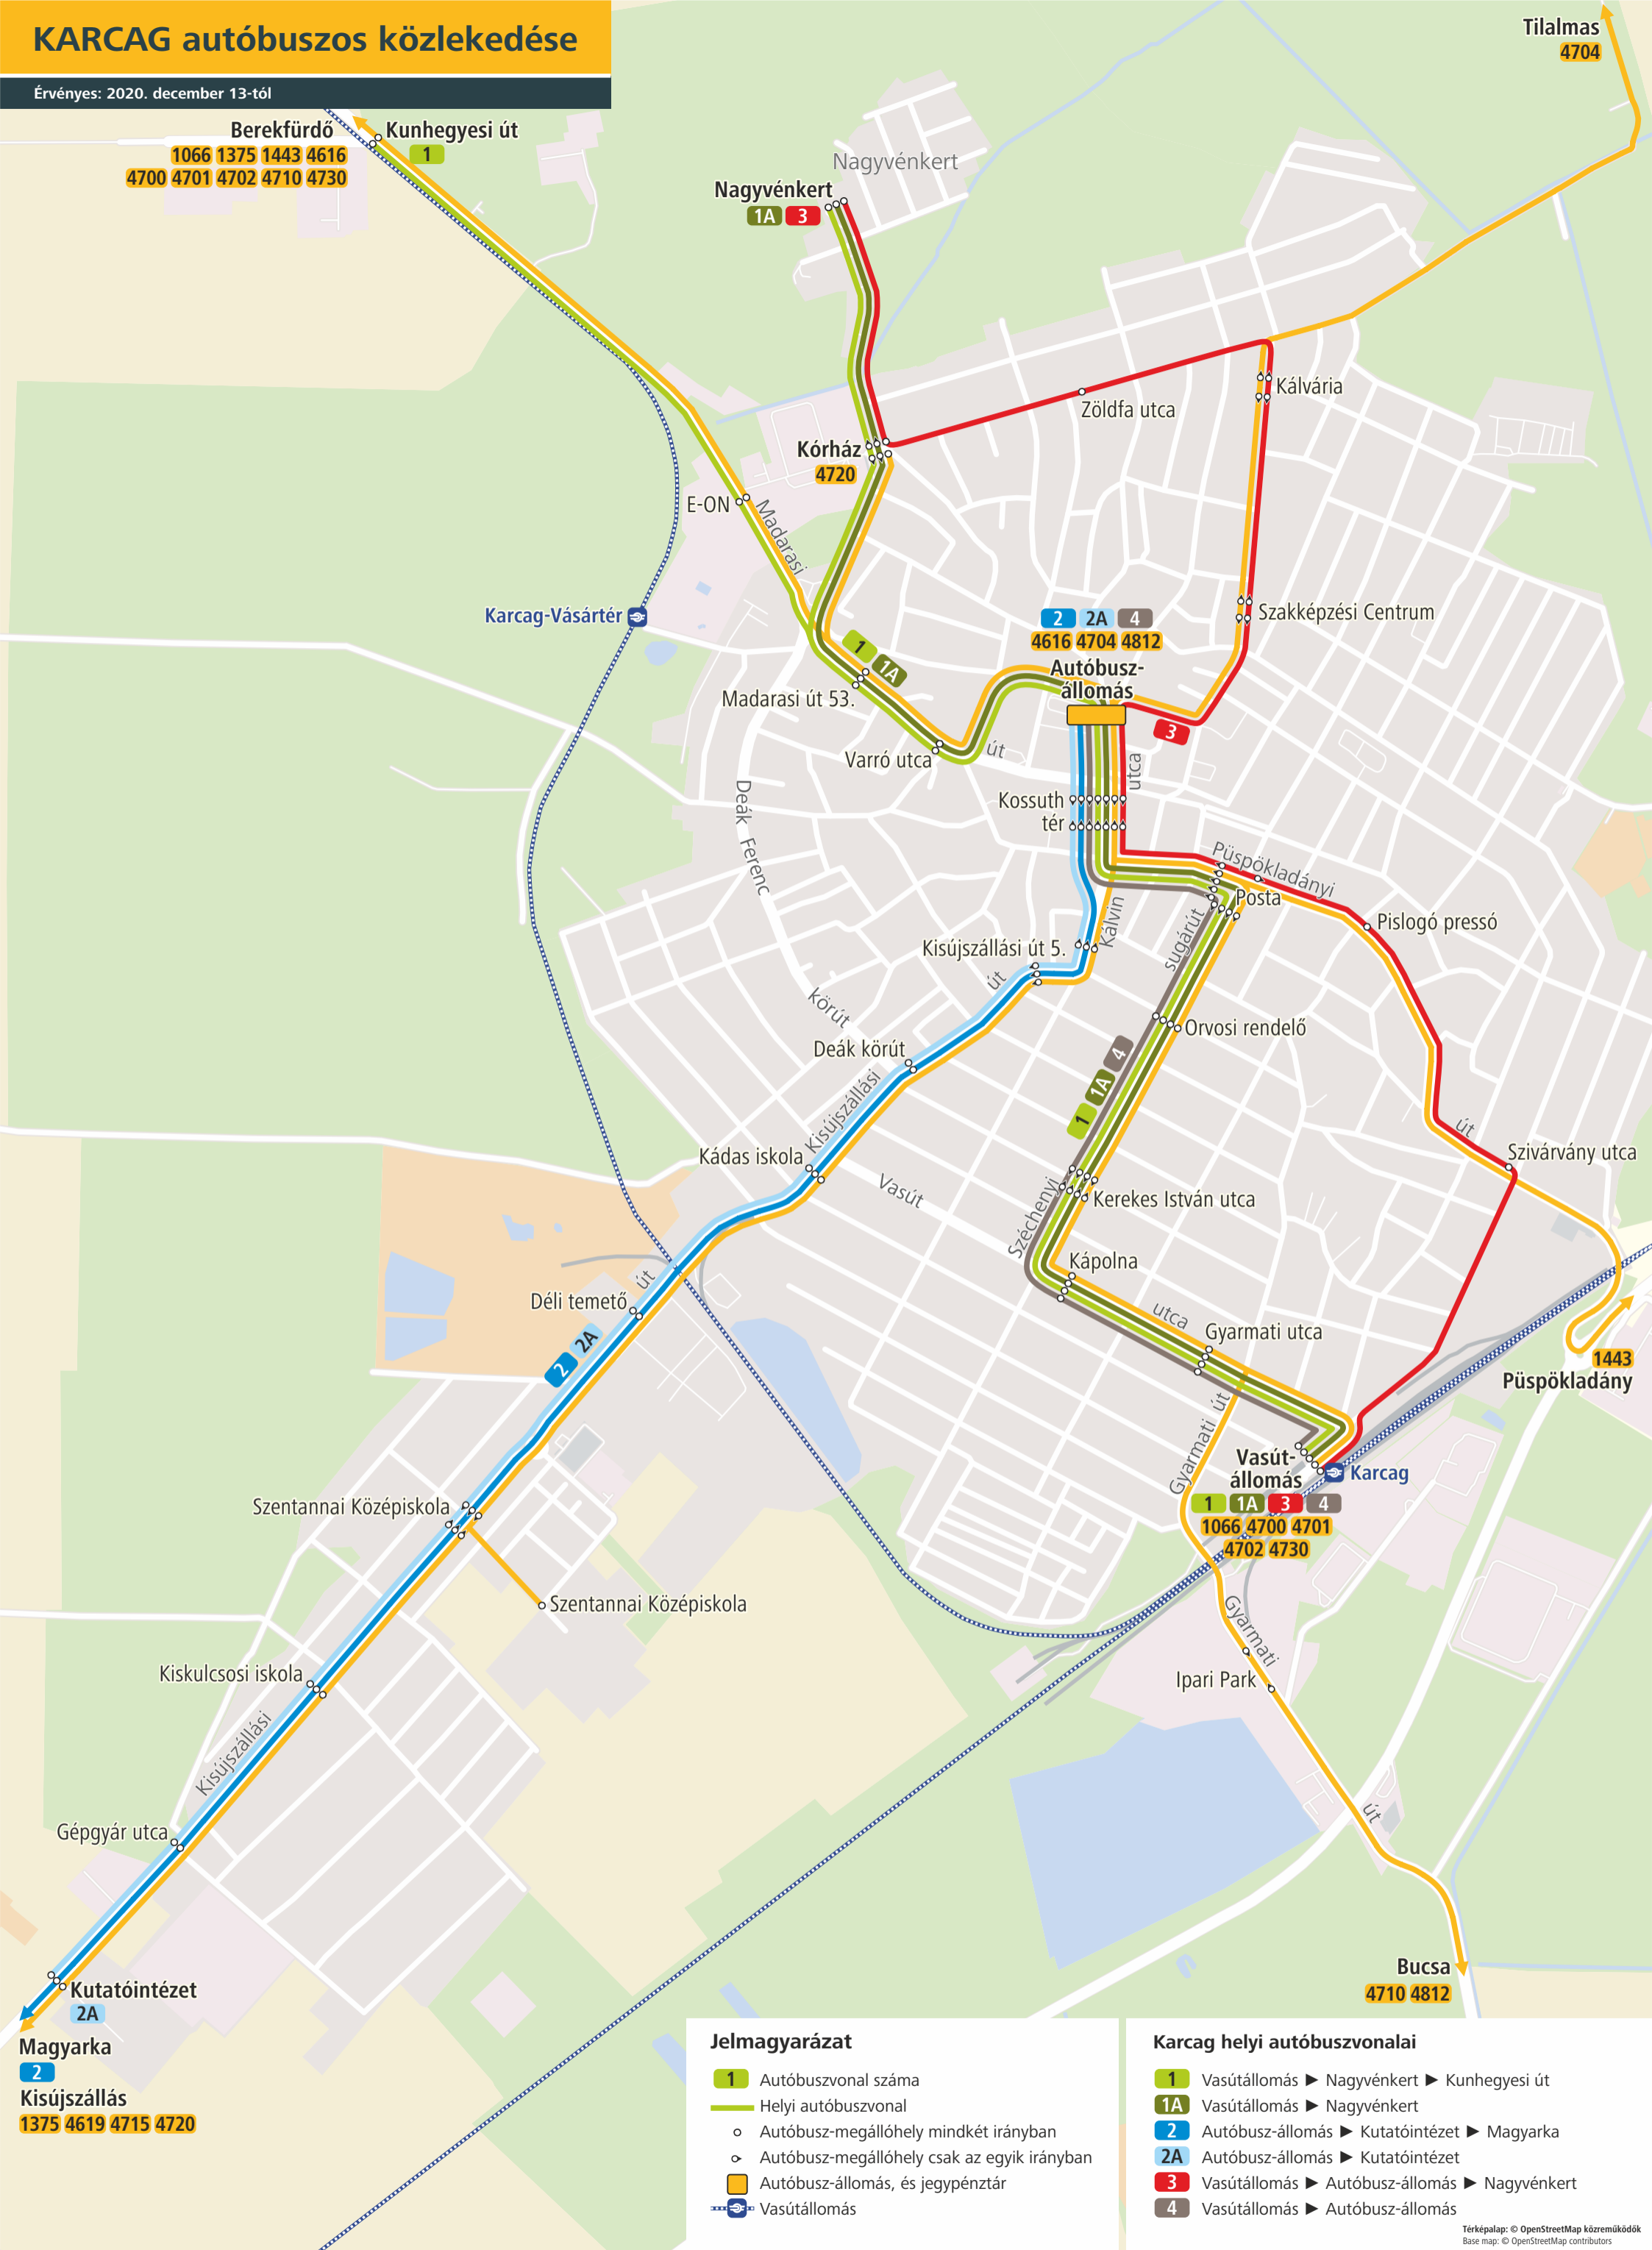 KARCAG autóbuszos közlekedése
Érvényes: 2020. december 13-tól
Tilalmas
4704
Berekfürdő
1066 1375 1443 4616
4700 4701 4702 4710 4730
Kunhegyesi út
1
Nagyvénkert
Nagyvénkert
1A 3
Kálvária
Zöldfa utca
Kórház
4720
E-ON
Madarasi
Karcag-Vásártér
Szakképzési Centrum
2 2A 4
4616 4704 4812
Autóbusz-
állomás
1 1A
Madarasi út 53.
3
Varró utca
út
utca
Deák Ferenc
Kossuth
tér
Püspökladányi
Posta
Pislogó pressó
Kálvin
sugárút
Kisújszállási út 5.
út
körút
Orvosi rendelő
Deák körút
1 1A 4
Kisújszállási
út
Szivárvány utca
Kádas iskola
Vasút
Kerekes István utca
Széchenyi
Kápolna
út
Déli temető
utca
Gyarmati utca
2 2A
1443
Püspökladány
Gyarmati út
Vasút-
állomás
Karcag
1 1A 3 4
1066 4700 4701
4702 4730
Szentannai Középiskola
Szentannai Középiskola
Gyarmati
Kiskulcsosi iskola
Ipari Park
Kisújszállási
út
Gépgyár utca
Bucsa
4710 4812
Kutatóintézet
2A
Magyarka
2
Kisújszállás
1375 4619 4715 4720
Jelmagyarázat
1 Autóbuszvonal száma
Helyi autóbuszvonal
Autóbusz-megállóhely mindkét irányban
Autóbusz-megállóhely csak az egyik irányban
Autóbusz-állomás, és jegypénztár
Vasútállomás
Karcag helyi autóbuszvonalai
1 Vasútállomás ► Nagyvénkert ► Kunhegyesi út
1A Vasútállomás ► Nagyvénkert
2 Autóbusz-állomás ► Kutatóintézet ► Magyarka
2A Autóbusz-állomás ► Kutatóintézet
3 Vasútállomás ► Autóbusz-állomás ► Nagyvénkert
4 Vasútállomás ► Autóbusz-állomás
Térképalap: © OpenStreetMap közreműködők
Base map: © OpenStreetMap contributors